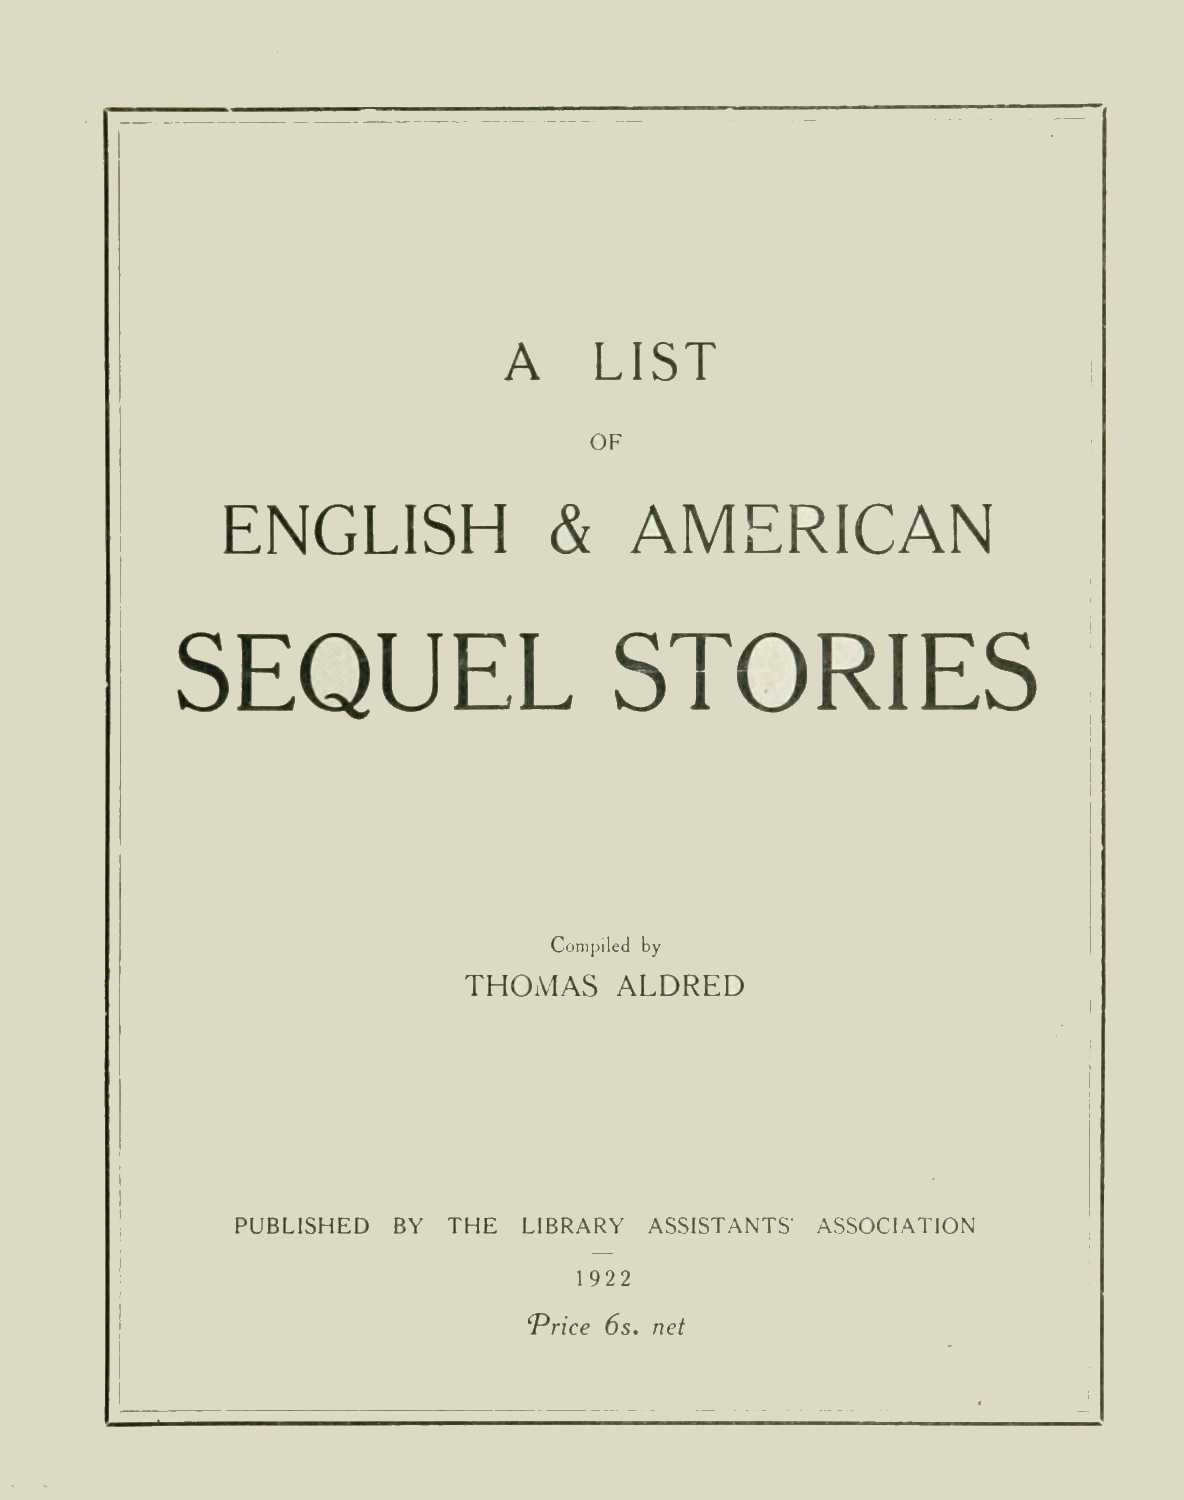 A LIST
OF
ENGLISH & AMERICAN
SEQUEL STORIES
Compiled by
THOMAS ALDRED
PUBLISHED BY THE LIBRARY ASSISTANTS' ASSOCIATION
1922
Price 6s. net